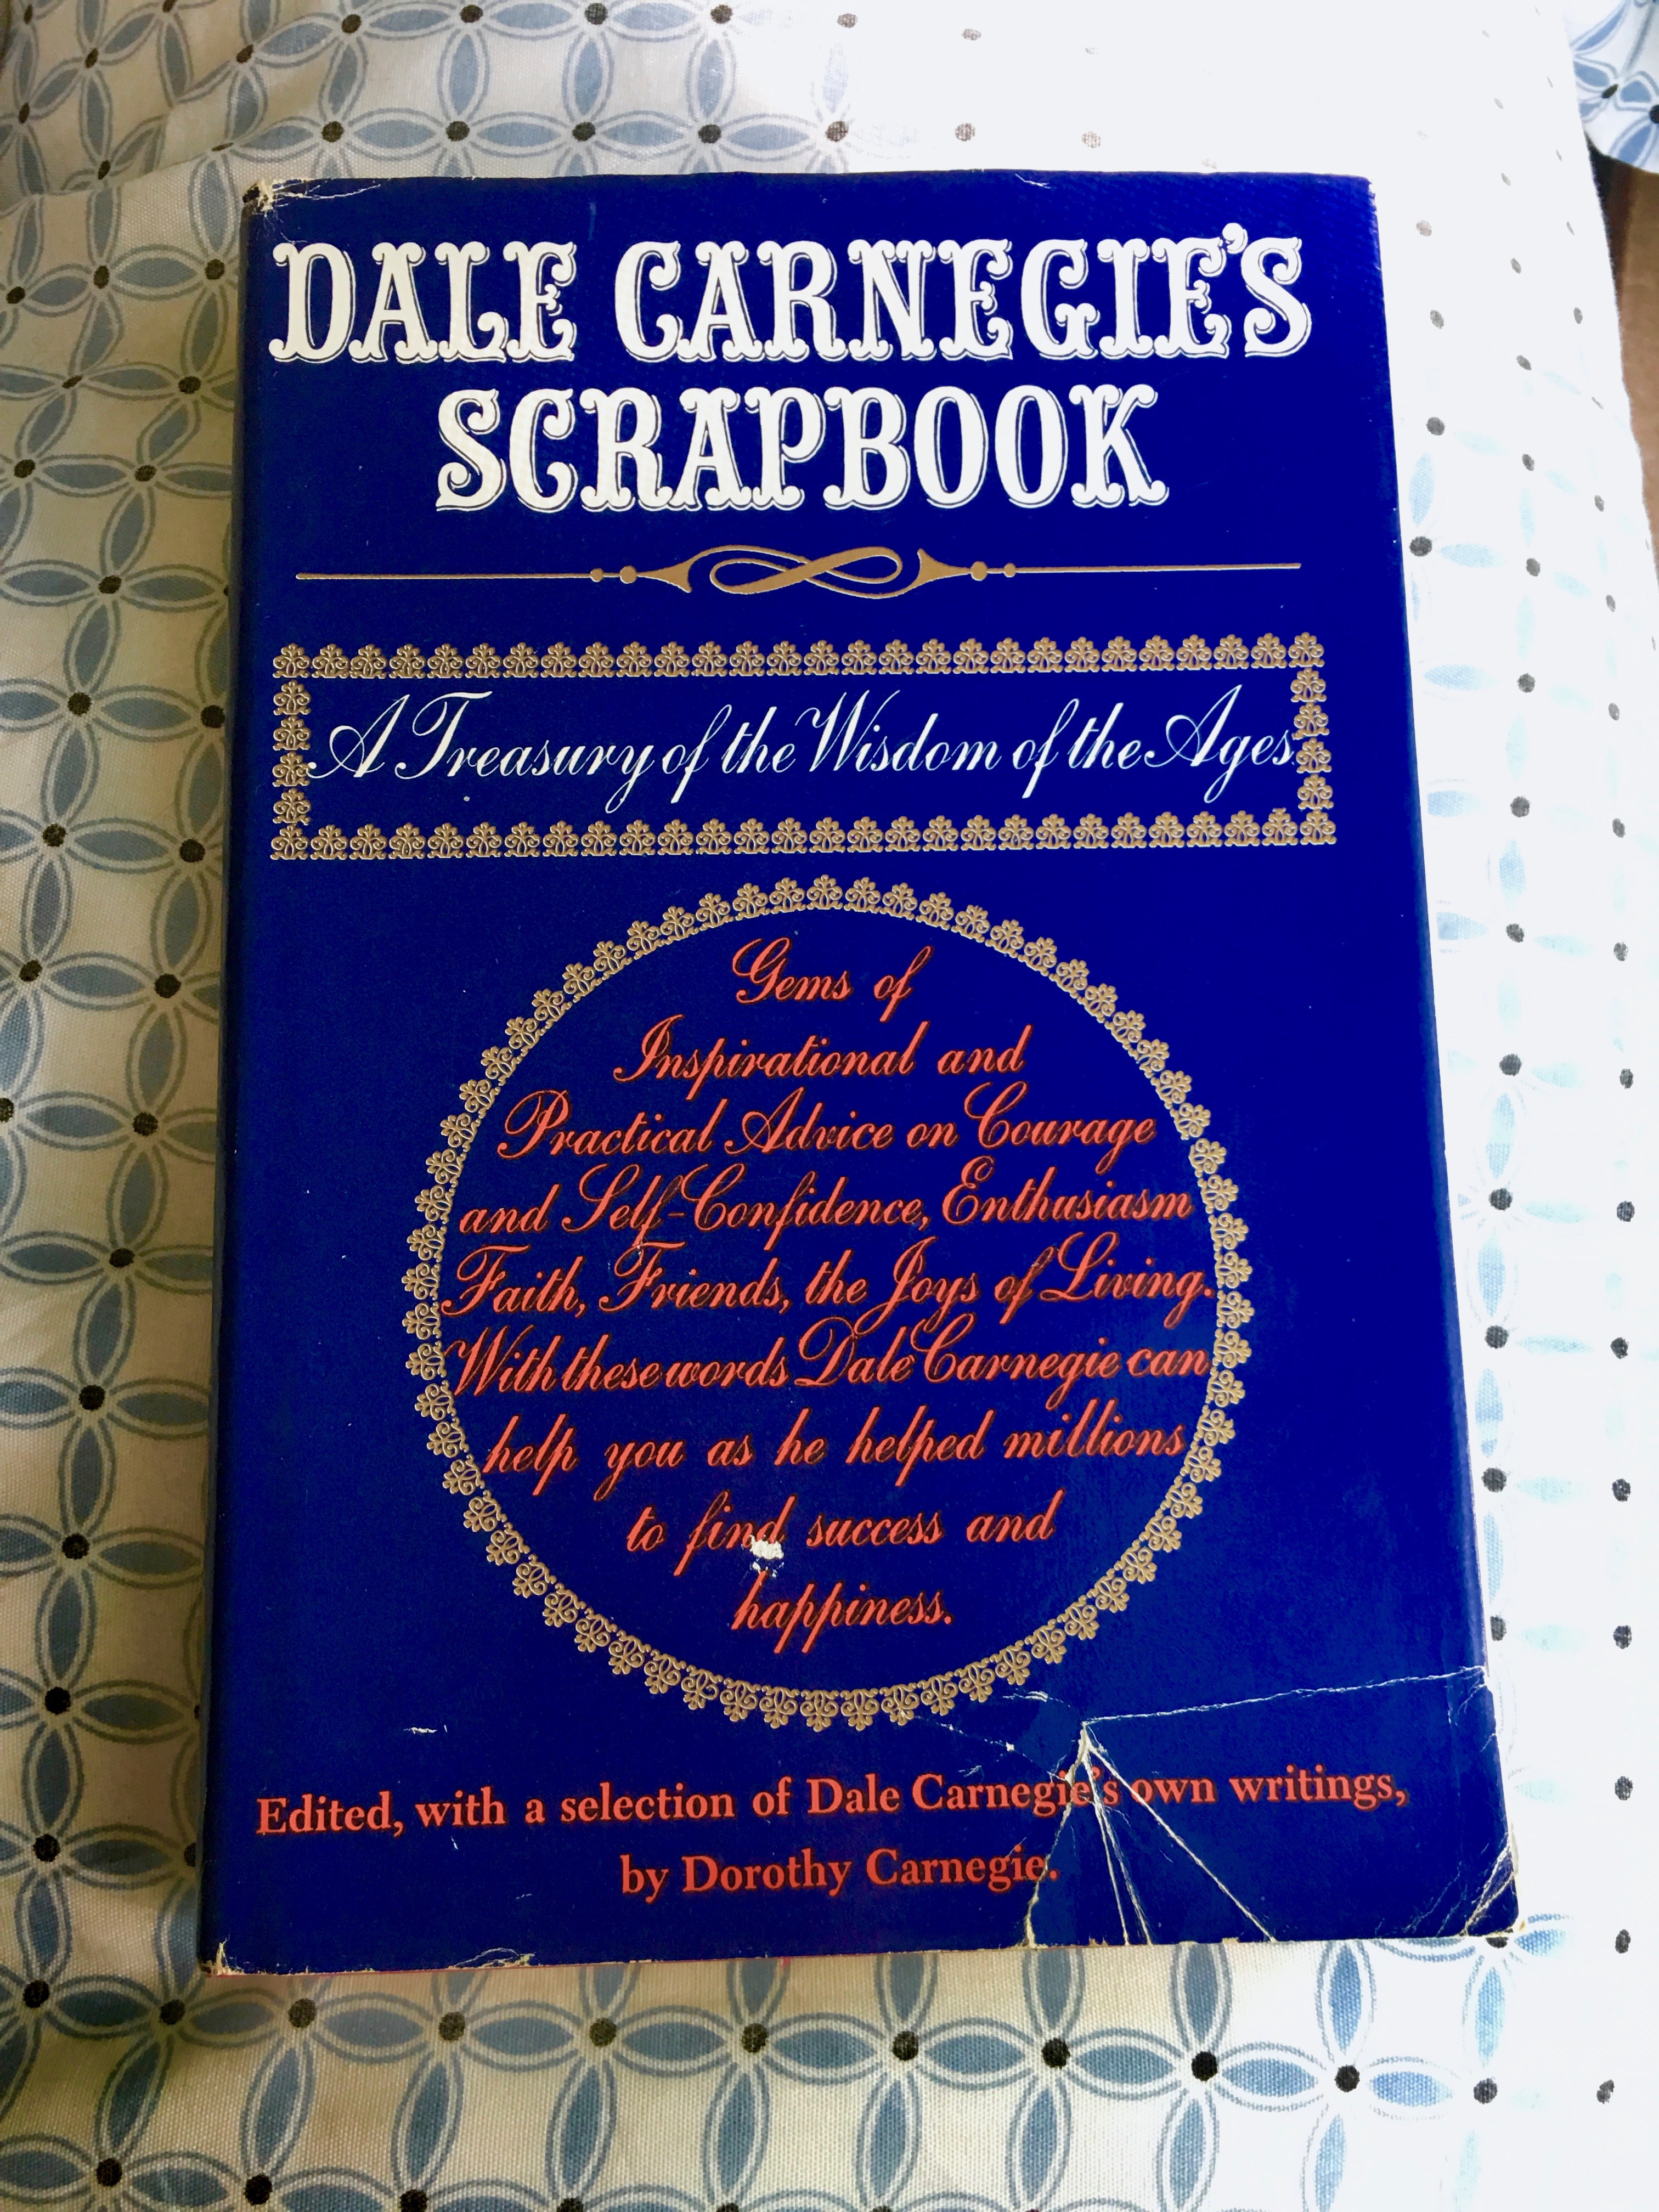 DALE CARNEGIE'S
SCRAPBOOK
A Treasury of the Wisdom of the Ages
Gems of
Inspirational and
Practical Advice on Courage
and Self-Confidence, Enthusiasm
Faith, Friends, the Joys of Living.
With these words Dale Carnegie can
help you as he helped millions
to find success and
happiness.
Edited, with a selection of Dale Carnegie's own writings,
by Dorothy Carnegie.